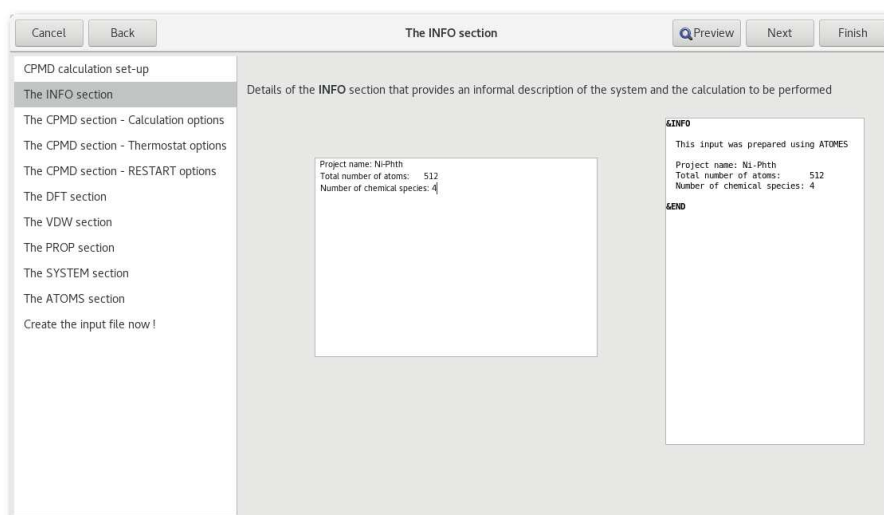 Cancel Back The INFO section Preview Next Finish
CPMD calculation set-up
The INFO section
The CPMD section - Calculation options
The CPMD section - Thermostat options
The CPMD section - RESTART options
The DFT section
The VDW section
The PROP section
The SYSTEM section
The ATOMS section
Create the input file now !
Details of the INFO section that provides an informal description of the system and the calculation to be performed
Project name: Ni-Phth
Total number of atoms: 512
Number of chemical species: 4
&INFO
This input was prepared using ATOMES
Project name: Ni-Phth
Total number of atoms: 512
Number of chemical species: 4
&END